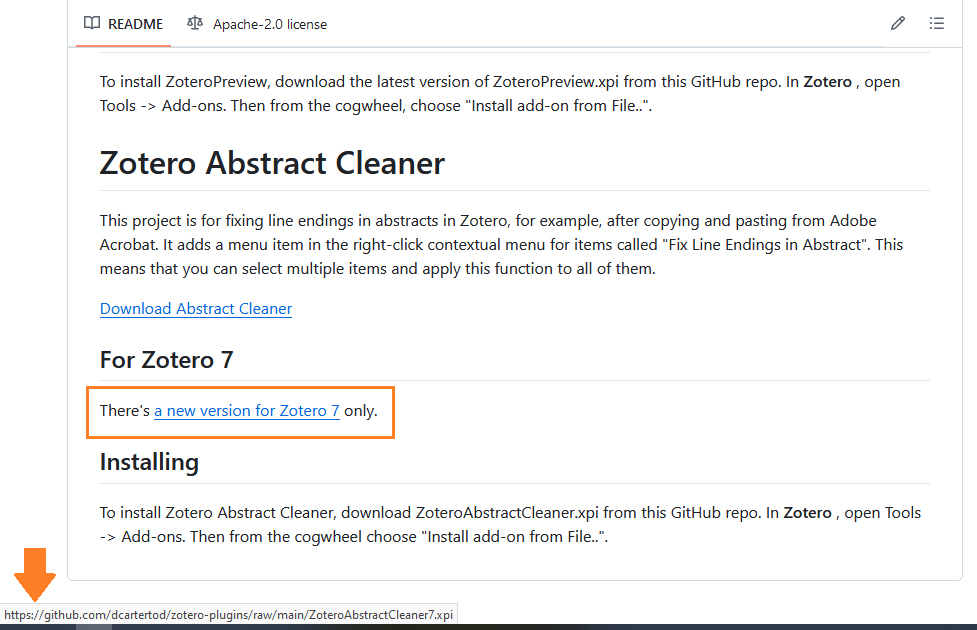 README Apache-2.0 license
To install ZoteroPreview, download the latest version of ZoteroPreview.xpi from this GitHub repo. In Zotero , open
Tools -> Add-ons. Then from the cogwheel, choose "Install add-on from File..".
Zotero Abstract Cleaner
This project is for fixing line endings in abstracts in Zotero, for example, after copying and pasting from Adobe
Acrobat. It adds a menu item in the right-click contextual menu for items called "Fix Line Endings in Abstract". This
means that you can select multiple items and apply this function to all of them.
Download Abstract Cleaner
For Zotero 7
There's a new version for Zotero 7 only.
Installing
To install Zotero Abstract Cleaner, download ZoteroAbstractCleaner.xpi from this GitHub repo. In Zotero , open Tools
-> Add-ons. Then from the cogwheel choose "Install add-on from File..".
https://github.com/dcartertod/zotero-plugins/raw/main/ZoteroAbstractCleaner7.xpi